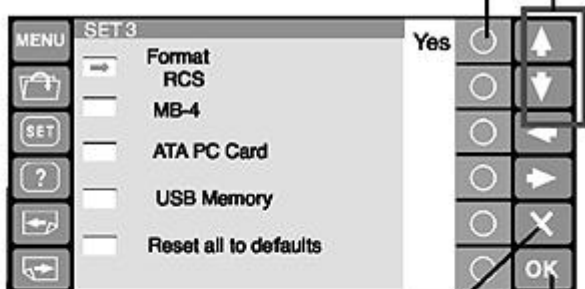 MENU
SET 3
Yes
Format
RCS
MB-4
SET
ATA PC Card
?
USB Memory
Reset all to defaults
OK